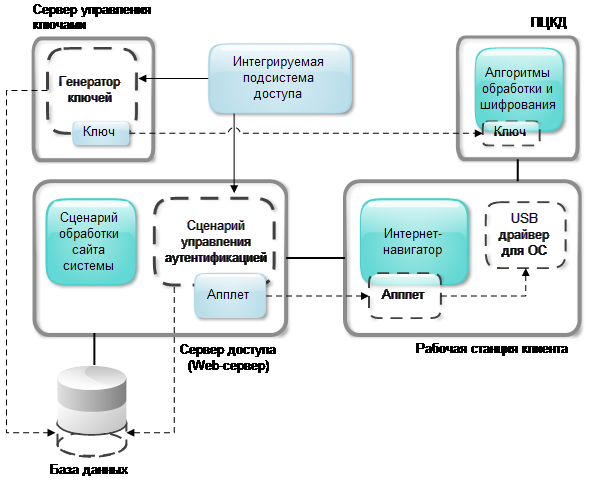 Сервер управления
ключами
ПЦКД
Генератор
ключей
Ключ
Интегрируемая
подсистема
доступа
Алгоритмы
обработки и
шифрования
Ключ
Сценарий
обработки
сайта
системы
Сценарий
управления
аутентификацией
Апплет
Интернет-
навигатор
Апплет
USB
драйвер
для ОС
Сервер доступа
(Web-сервер)
Рабочая станция клиента
База данных